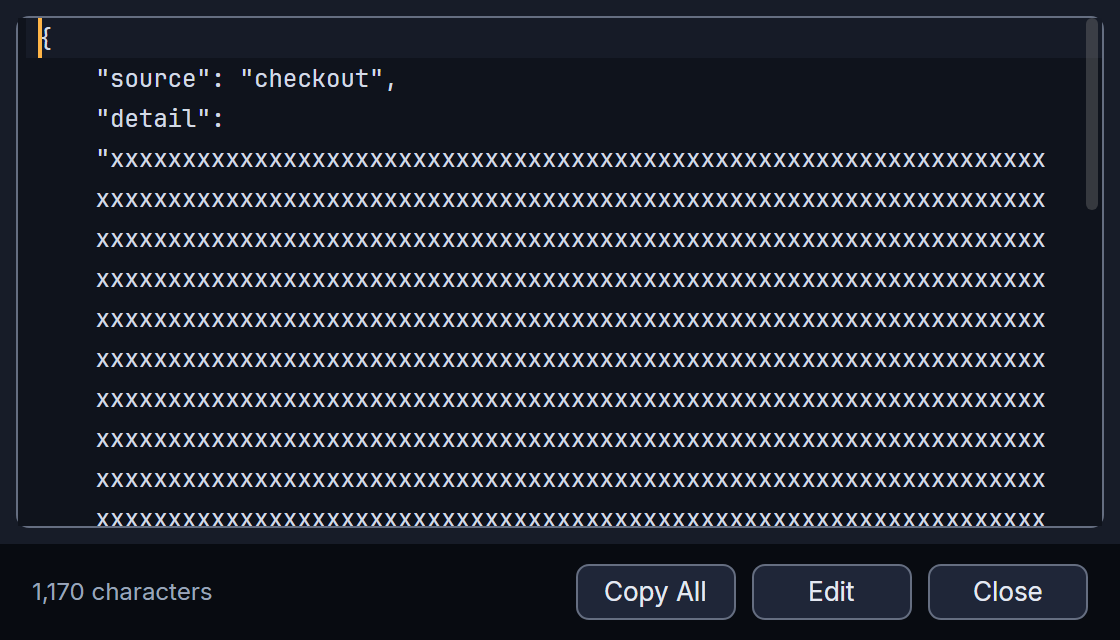 {
"source": "checkout",
"detail":
"xxxxxxxxxxxxxxxxxxxxxxxxxxxxxxxxxxxxxxxxxxxxxxxxxxxxxxxxxxxxxxxxx
xxxxxxxxxxxxxxxxxxxxxxxxxxxxxxxxxxxxxxxxxxxxxxxxxxxxxxxxxxxxxxxxxx
xxxxxxxxxxxxxxxxxxxxxxxxxxxxxxxxxxxxxxxxxxxxxxxxxxxxxxxxxxxxxxxxxx
xxxxxxxxxxxxxxxxxxxxxxxxxxxxxxxxxxxxxxxxxxxxxxxxxxxxxxxxxxxxxxxxxx
xxxxxxxxxxxxxxxxxxxxxxxxxxxxxxxxxxxxxxxxxxxxxxxxxxxxxxxxxxxxxxxxxx
xxxxxxxxxxxxxxxxxxxxxxxxxxxxxxxxxxxxxxxxxxxxxxxxxxxxxxxxxxxxxxxxxx
xxxxxxxxxxxxxxxxxxxxxxxxxxxxxxxxxxxxxxxxxxxxxxxxxxxxxxxxxxxxxxxxxx
xxxxxxxxxxxxxxxxxxxxxxxxxxxxxxxxxxxxxxxxxxxxxxxxxxxxxxxxxxxxxxxxxx
xxxxxxxxxxxxxxxxxxxxxxxxxxxxxxxxxxxxxxxxxxxxxxxxxxxxxxxxxxxxxxxxxx
xxxxxxxxxxxxxxxxxxxxxxxxxxxxxxxxxxxxxxxxxxxxxxxxxxxxxxxxxxxxxxxxxx
1,170 characters
Copy All
Edit
Close